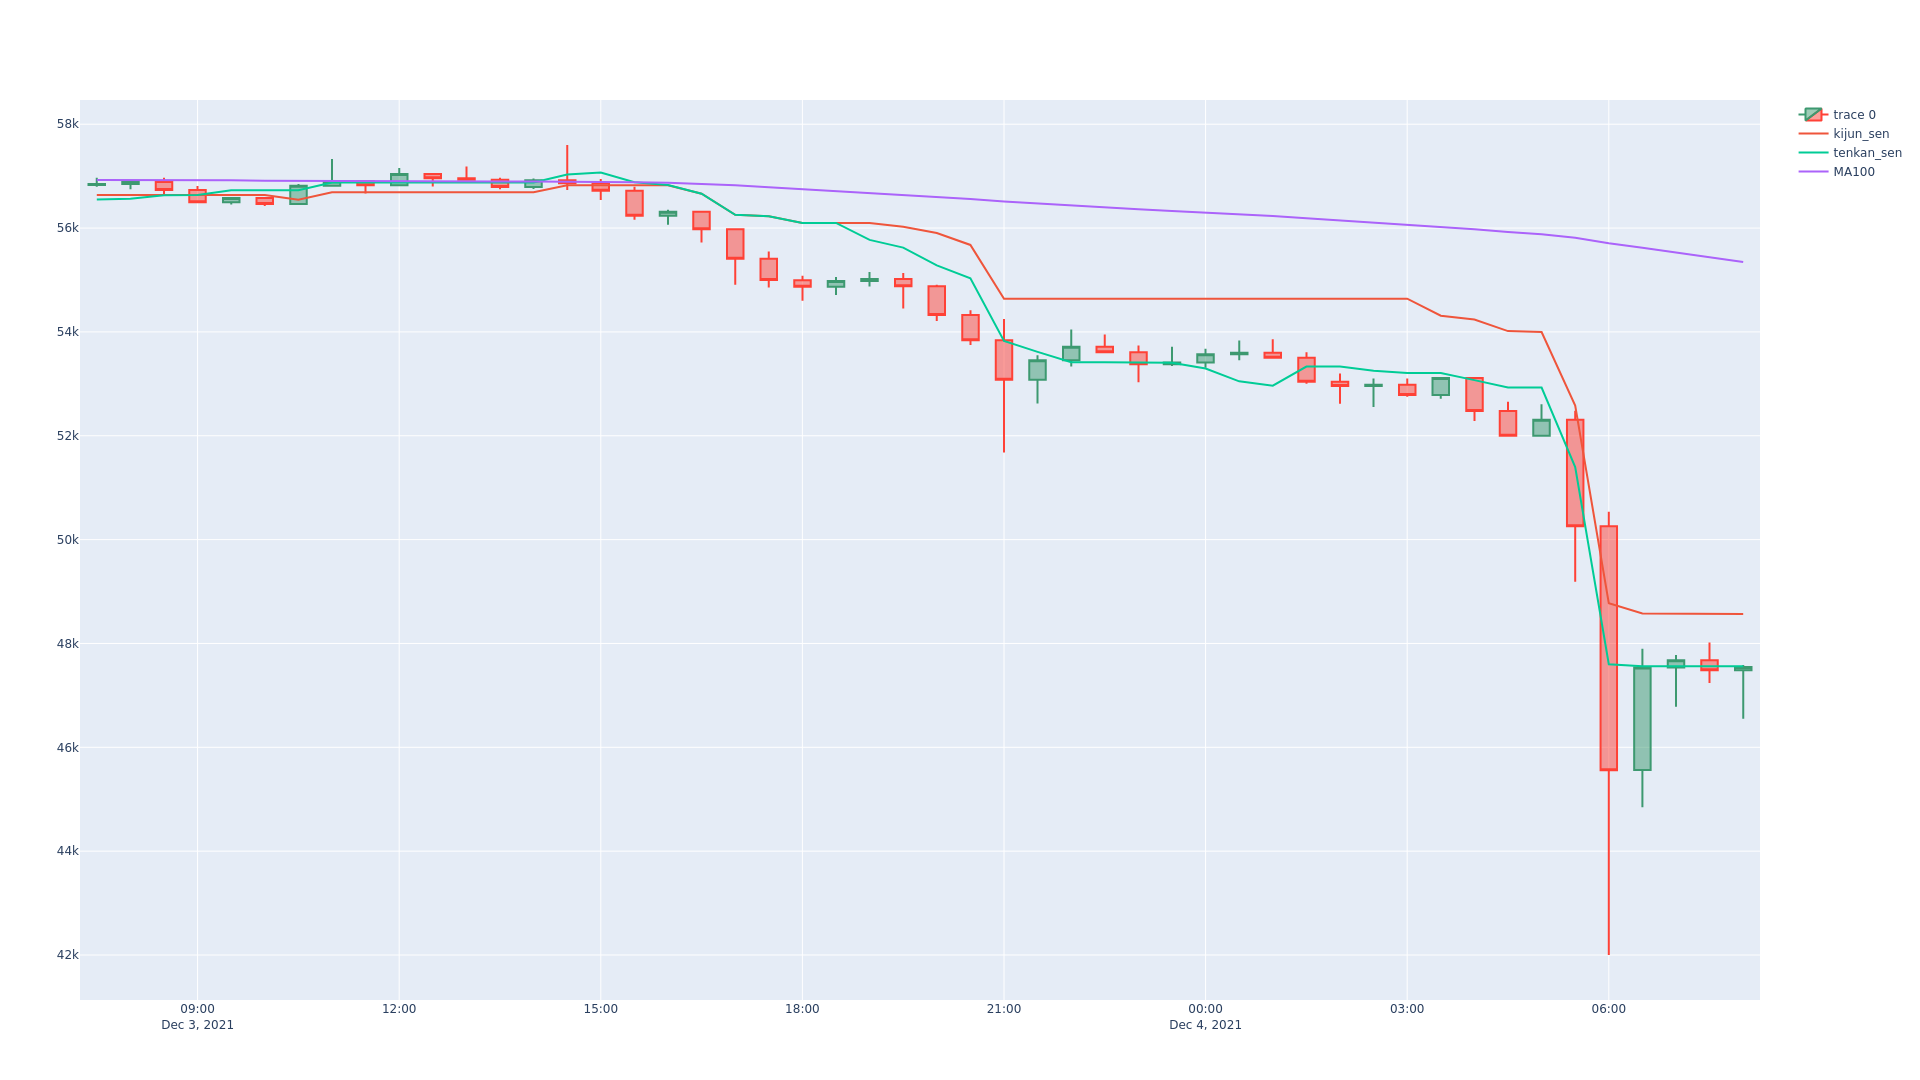 trace 0
kijun_sen
tenkan_sen
MA100
58k
56k
54k
52k
50k
48k
46k
44k
42k
09:00 12:00 15:00 18:00 21:00 00:00 03:00 06:00
Dec 3, 2021 Dec 4, 2021